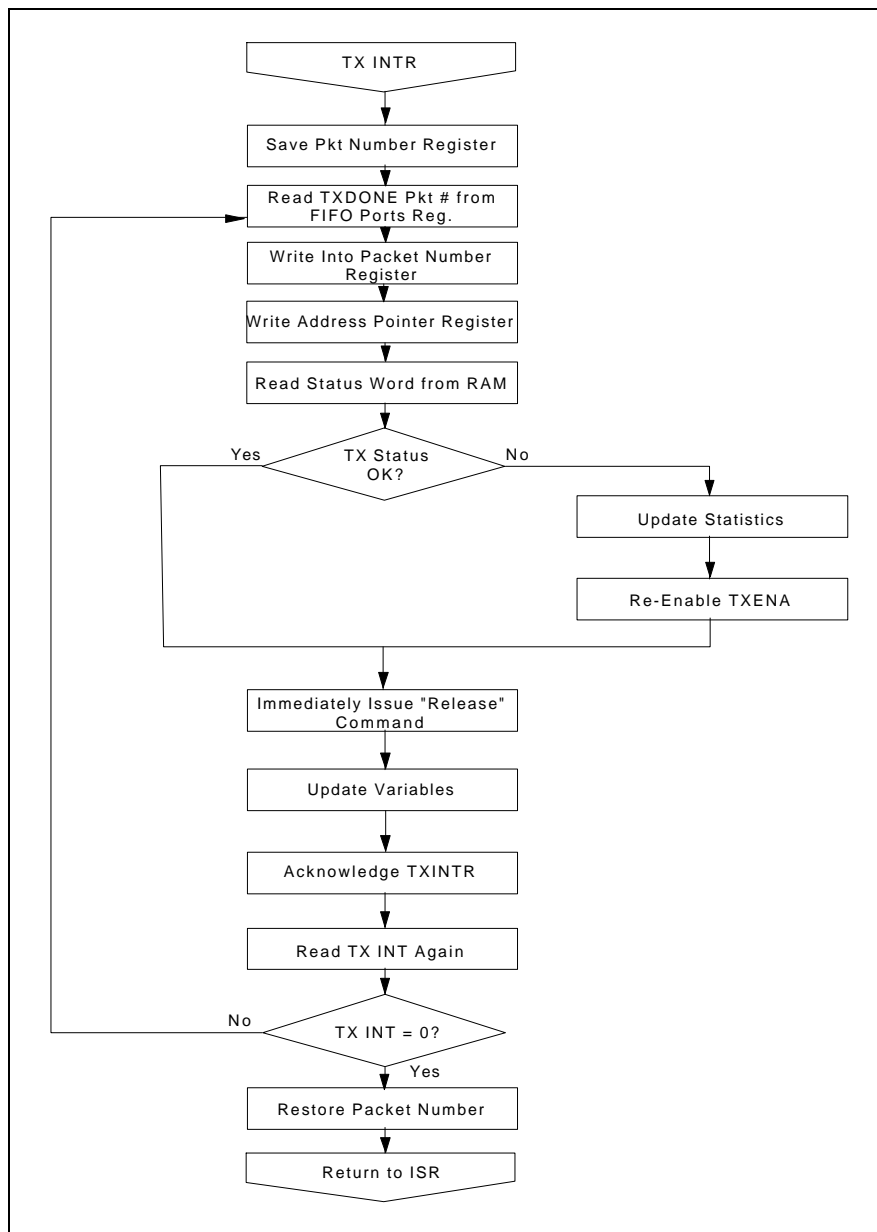 TX INTR
Save Pkt Number Register
Read TXDONE Pkt # from
FIFO Ports Reg.
Write Into Packet Number
Register
Write Address Pointer Register
Read Status Word from RAM
Yes
TX Status
OK?
No
Update Statistics
Re-Enable TXENA
Immediately Issue "Release"
Command
Update Variables
Acknowledge TXINTR
Read TX INT Again
No
TX INT = 0?
Yes
Restore Packet Number
Return to ISR